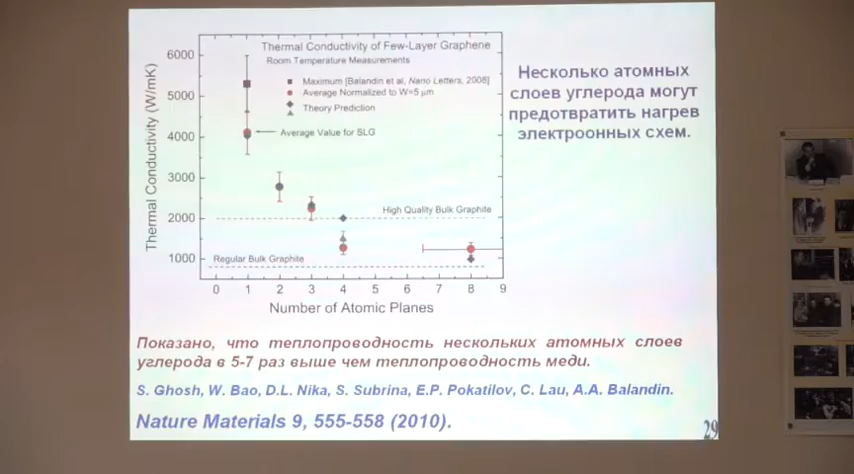 Thermal Conductivity of Few-Layer Graphene
Room Temperature Measurements
Maximum [Balandin et al, Nano Letters, 2008]
Average Normalized to W=5 μm
Theory Prediction
Average Value for SLG
High Quality Bulk Graphite
Regular Bulk Graphite
Thermal Conductivity (W/mK)
6000
5000
4000
3000
2000
1000
0 1 2 3 4 5 6 7 8 9
Number of Atomic Planes
Несколько атомных
слоев углерода могут
предотвратить нагрев
электроонных схем.
Показано, что теплопроводность нескольких атомных слоев
углерода в 5-7 раз выше чем теплопроводность меди.
S. Ghosh, W. Bao, D.L. Nika, S. Subrina, E.P. Pokatilov, C. Lau, A.A. Balandin.
Nature Materials 9, 555-558 (2010).
29